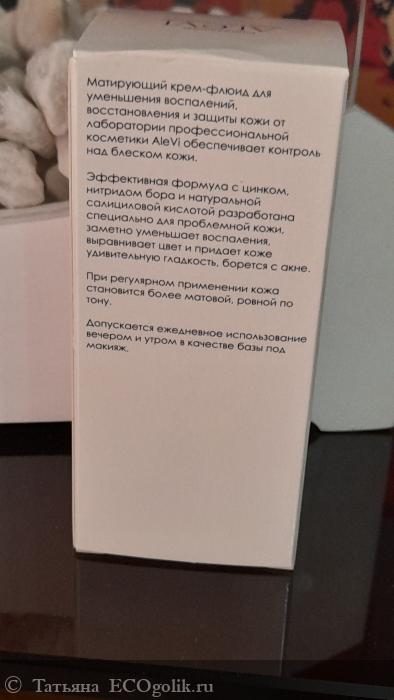 Матирующий крем-флюид для
уменьшения воспалений,
восстановления и защиты кожи от
лаборатории профессиональной
косметики AleVi обеспечивает контроль
над блеском кожи.
Эффективная формула с цинком,
нитридом бора и натуральной
салициловой кислотой разработана
специально для проблемной кожи,
заметно уменьшает воспаления,
выравнивает цвет и придает коже
удивительную гладкость, борется с акне.
При регулярном применении кожа
становится более матовой, ровной по
тону.
Допускается ежедневное использование
вечером и утром в качестве базы под
макияж.
© Татьяна ECOgolik.ru